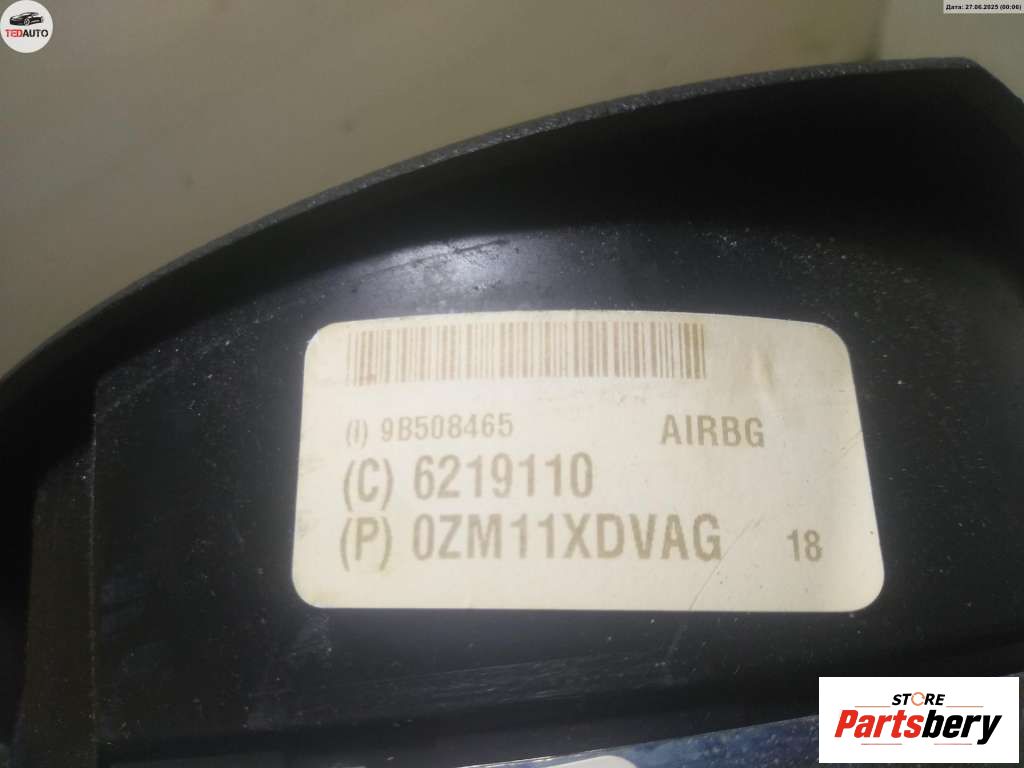 TEDAUTO
Дата: 27.06.2025 (00:06)
(I) 9B508465 AIRBG
(C) 6219110
(P) 0ZM11XDVAG 18
STORE
Partsbery